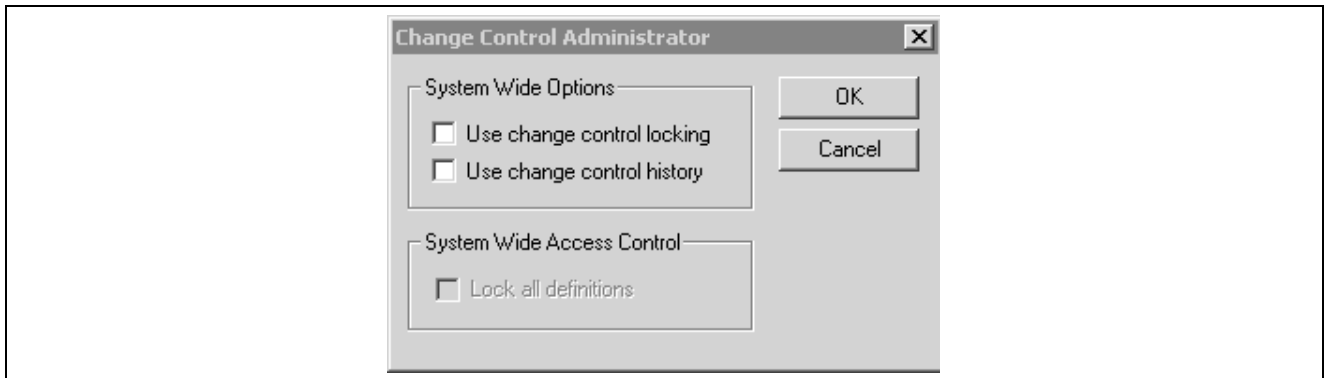 Change Control Administrator
System Wide Options
OK
Use change control locking
Cancel
Use change control history
System Wide Access Control
Lock all definitions